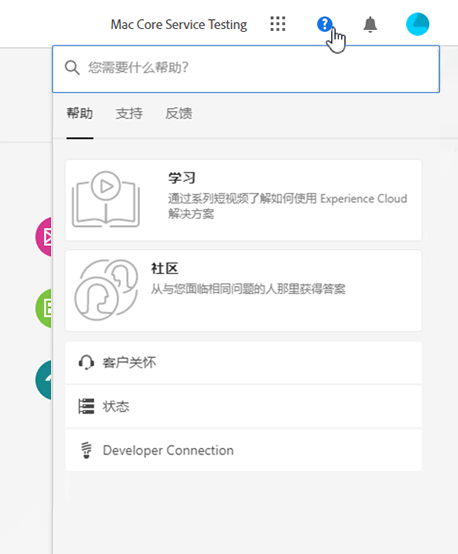 Mac Core Service Testing
您需要什么帮助？
帮助 支持 反馈
学习
通过系列短视频了解如何使用 Experience Cloud
解决方案
社区
从与您面临相同问题的人那里获得答案
客户关怀
状态
Developer Connection